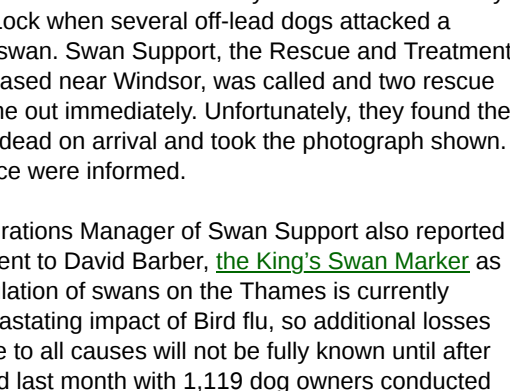 Lock when several off-lead dogs attacked a
swan. Swan Support, the Rescue and Treatment
ased near Windsor, was called and two rescue
e out immediately. Unfortunately, they found the
dead on arrival and took the photograph shown.
ce were informed.
rations Manager of Swan Support also reported
ent to David Barber, the King's Swan Marker as
lation of swans on the Thames is currently
astating impact of Bird flu, so additional losses
e to all causes will not be fully known until after
d last month with 1,119 dog owners conducted